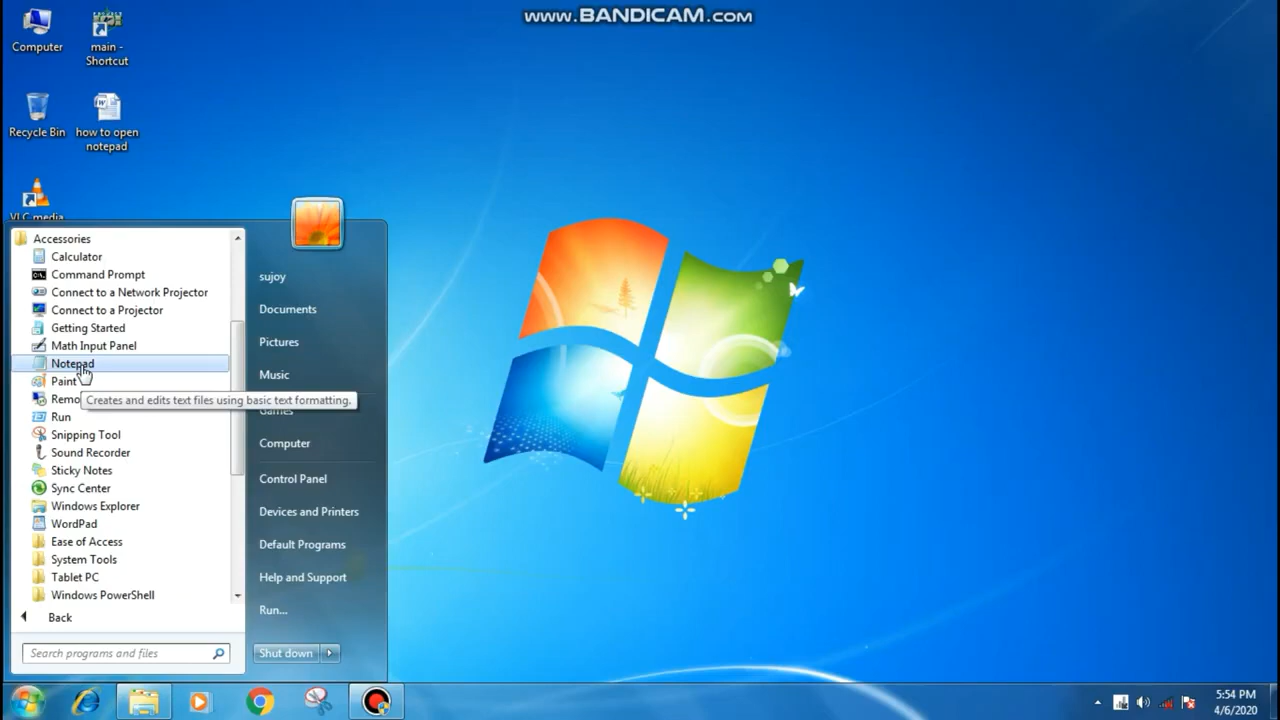 www.BANDICAM.com
Computer
main -
Shortcut
Recycle Bin
how to open
notepad
VLC media
Accessories
Calculator
Command Prompt
Connect to a Network Projector
Connect to a Projector
Getting Started
Math Input Panel
Notepad
Paint
Remo
Creates and edits text files using basic text formatting.
Run
Snipping Tool
Sound Recorder
Sticky Notes
Sync Center
Windows Explorer
WordPad
Ease of Access
System Tools
Tablet PC
Windows PowerShell
Back
Search programs and files
sujoy
Documents
Pictures
Music
Games
Computer
Control Panel
Devices and Printers
Default Programs
Help and Support
Run...
Shut down
5:54 PM
4/6/2020